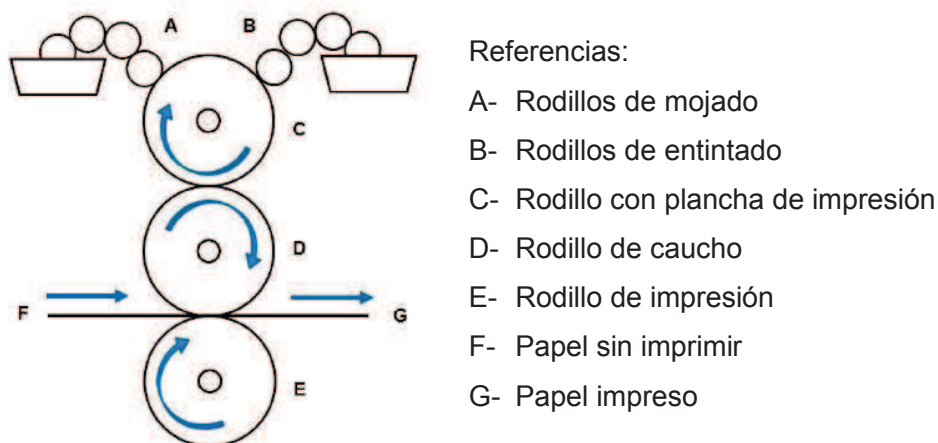 A
B
C
D
F
G
E
Referencias:
A- Rodillos de mojado
B- Rodillos de entintado
C- Rodillo con plancha de impresión
D- Rodillo de caucho
E- Rodillo de impresión
F- Papel sin imprimir
G- Papel impreso